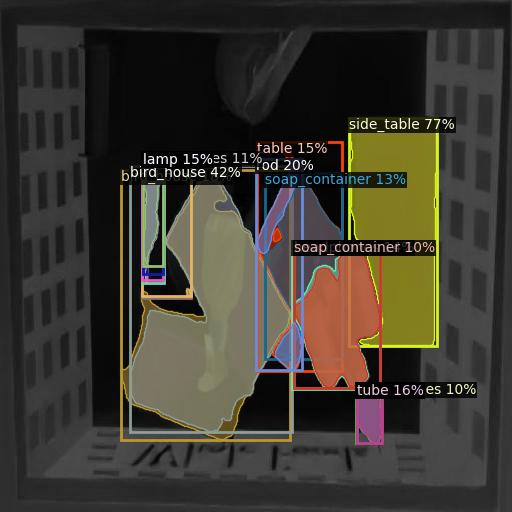 side_table 77%
table 15%
lamp 15%es 11%
od 20%
bird_house 42%
soap_container 13%
soap_container 10%
tube 16%es 10%